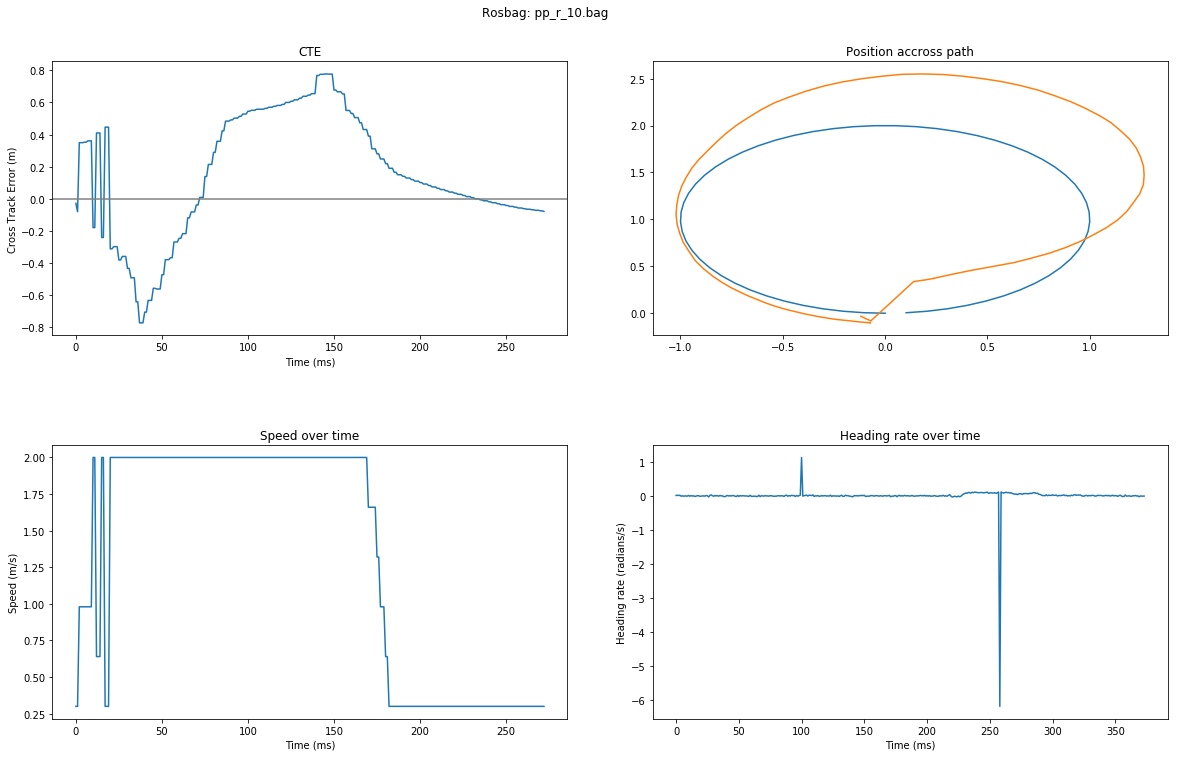 Rosbag: pp_r_10.bag
CTE
Cross Track Error (m)
0.8
0.6
0.4
0.2
0.0
−0.2
−0.4
−0.6
−0.8
0 50 100 150 200 250
Time (ms)
Position accross path
2.5
2.0
1.5
1.0
0.5
0.0
−1.0 −0.5 0.0 0.5 1.0
Speed over time
Speed (m/s)
2.00
1.75
1.50
1.25
1.00
0.75
0.50
0.25
0 50 100 150 200 250
Time (ms)
Heading rate over time
Heading rate (radians/s)
1
0
−1
−2
−3
−4
−5
−6
0 50 100 150 200 250 300 350
Time (ms)